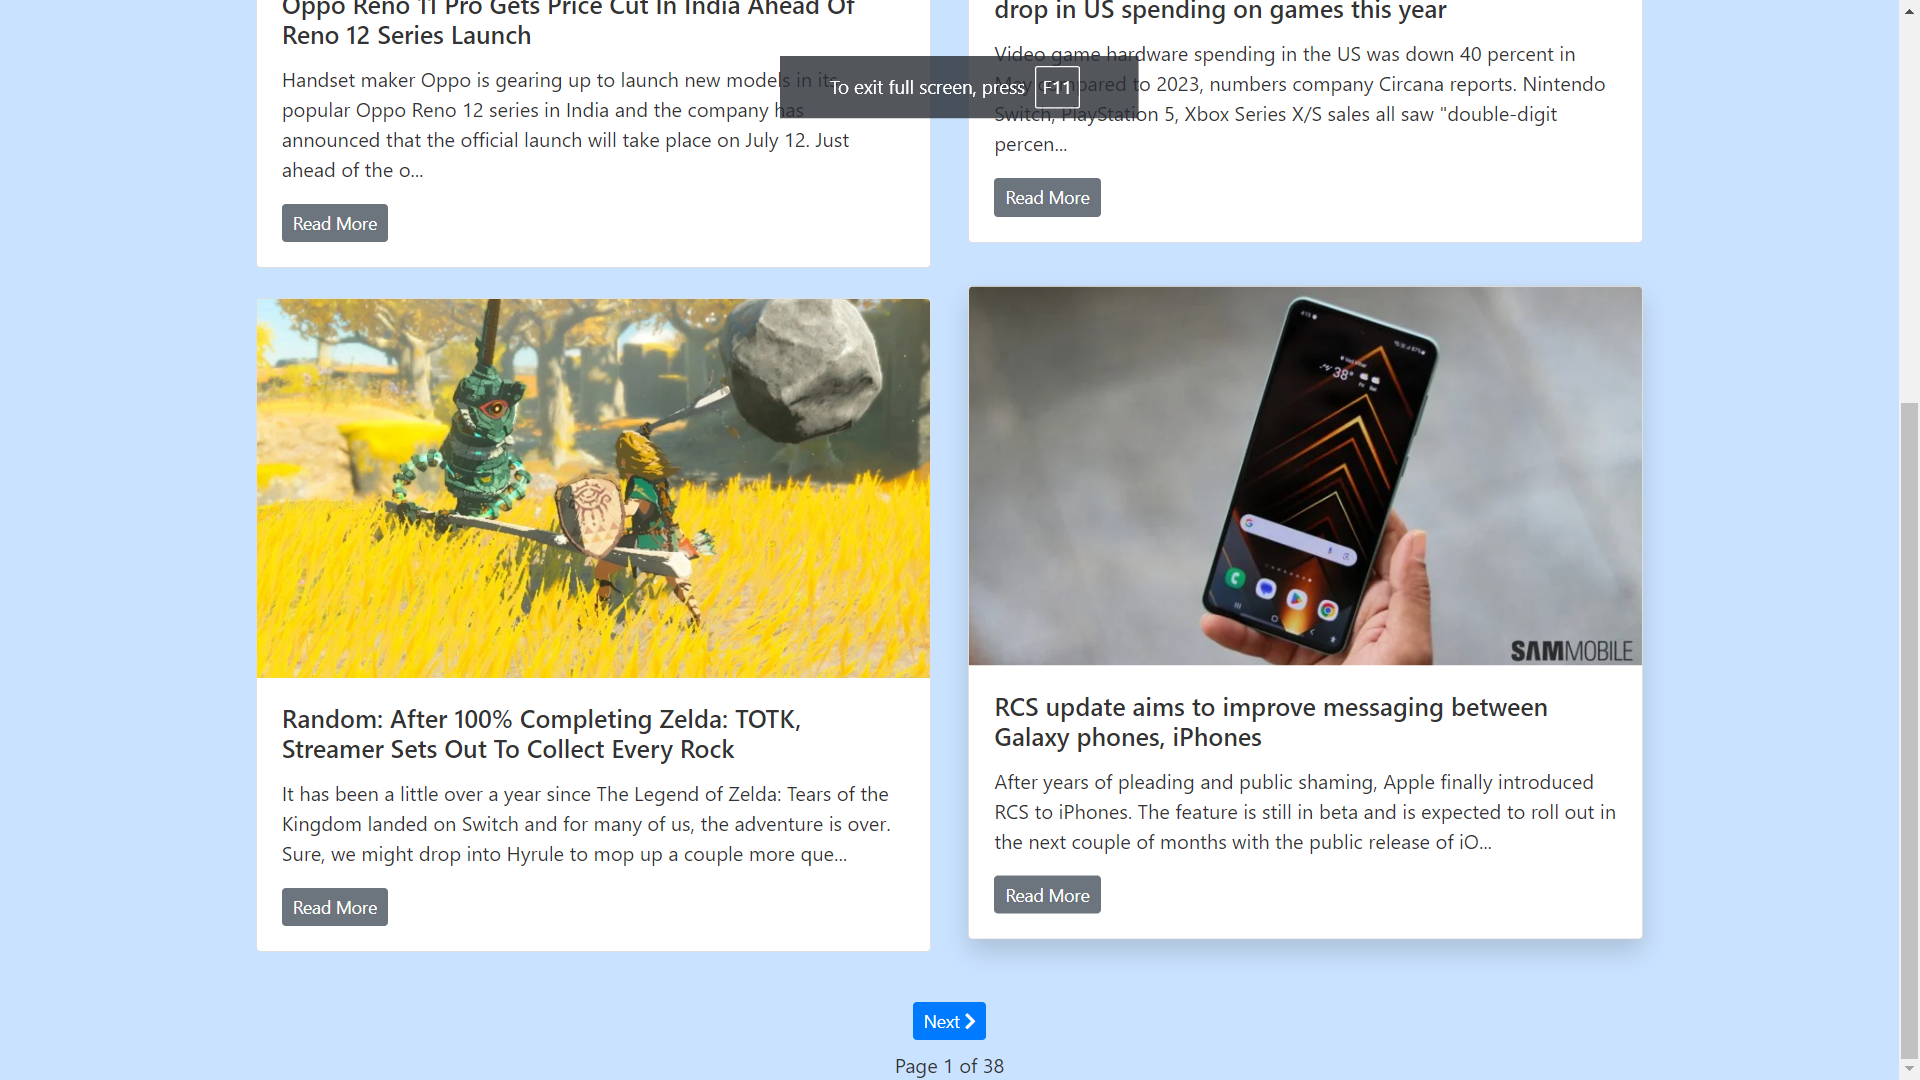 Oppo Reno 11 Pro Gets Price Cut In India Ahead Of
Reno 12 Series Launch
Handset maker Oppo is gearing up to launch new models in its
popular Oppo Reno 12 series in India and the company has
announced that the official launch will take place on July 12. Just
ahead of the o...
Read More
drop in US spending on games this year
Video game hardware spending in the US was down 40 percent in
May compared to 2023, numbers company Circana reports. Nintendo
Switch, PlayStation 5, Xbox Series X/S sales all saw "double-digit
percen...
Read More
To exit full screen, press F11
Random: After 100% Completing Zelda: TOTK,
Streamer Sets Out To Collect Every Rock
It has been a little over a year since The Legend of Zelda: Tears of the
Kingdom landed on Switch and for many of us, the adventure is over.
Sure, we might drop into Hyrule to mop up a couple more que...
Read More
38°
SAMMOBILE
RCS update aims to improve messaging between
Galaxy phones, iPhones
After years of pleading and public shaming, Apple finally introduced
RCS to iPhones. The feature is still in beta and is expected to roll out in
the next couple of months with the public release of iO...
Read More
Next
Page 1 of 38